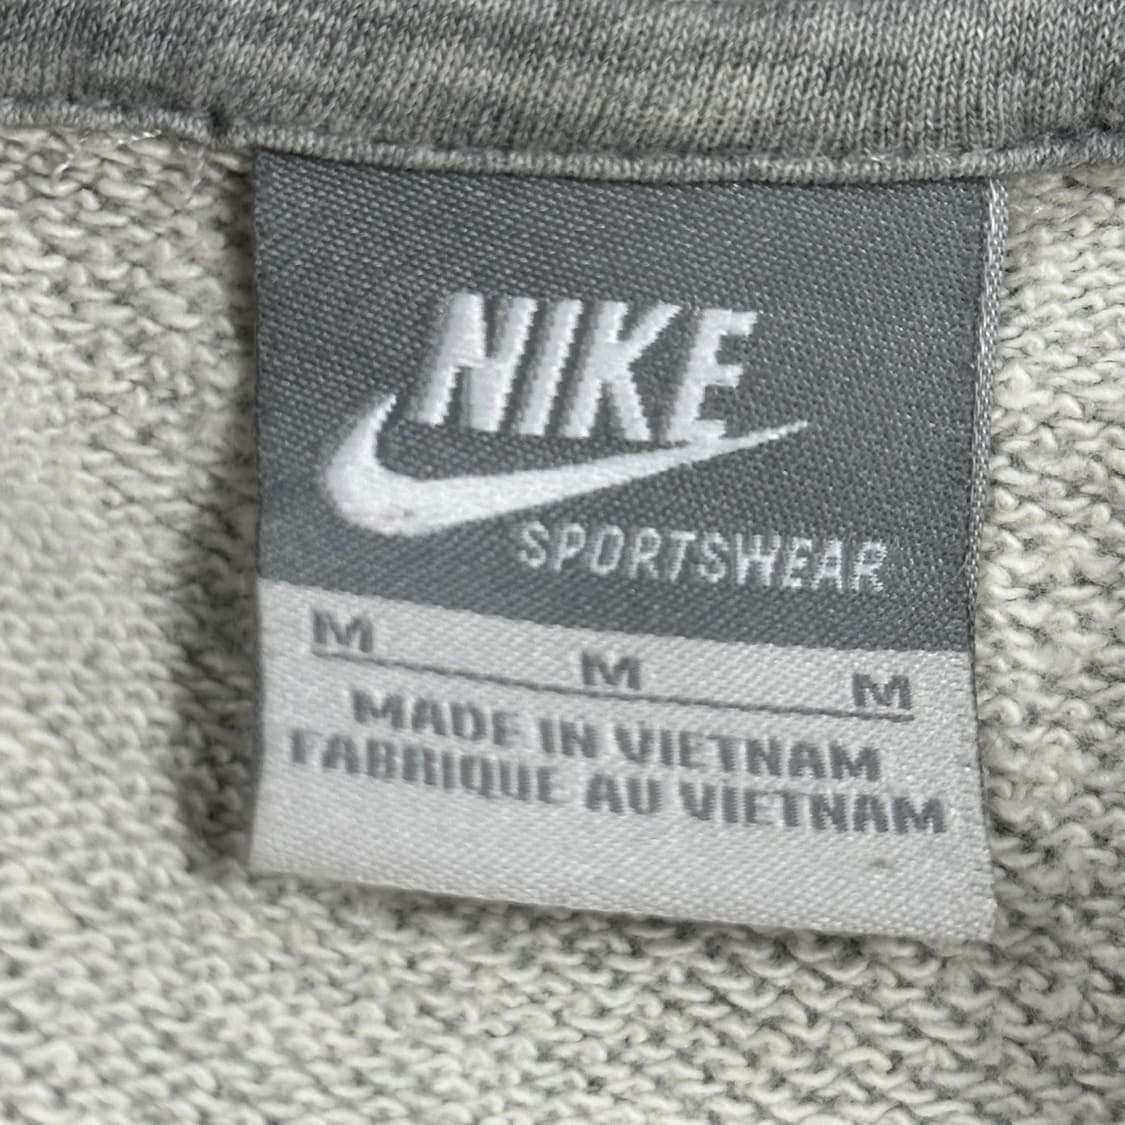 NIKE
SPORTSWEAR
M M M
MADE IN VIETNAM
FABRIQUE AU VIETNAM